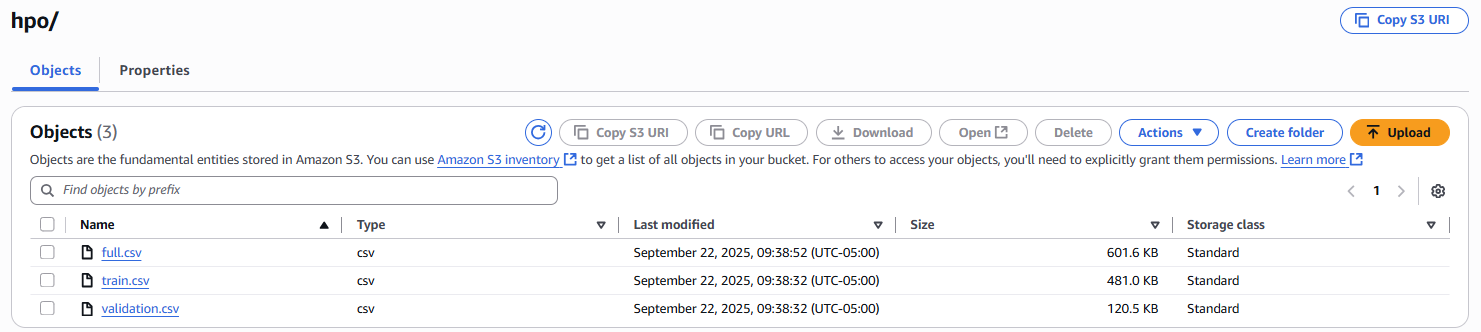 hpo/
Copy S3 URI
Objects
Properties
Objects (3)
Copy S3 URI
Copy URL
Download
Open
Delete
Actions
Create folder
Upload
Objects are the fundamental entities stored in Amazon S3. You can use Amazon S3 inventory to get a list of all objects in your bucket. For others to access your objects, you'll need to explicitly grant them permissions. Learn more
Find objects by prefix
1
Name Type Last modified Size Storage class
full.csv csv September 22, 2025, 09:38:52 (UTC-05:00) 601.6 KB Standard
train.csv csv September 22, 2025, 09:38:32 (UTC-05:00) 481.0 KB Standard
validation.csv csv September 22, 2025, 09:38:32 (UTC-05:00) 120.5 KB Standard